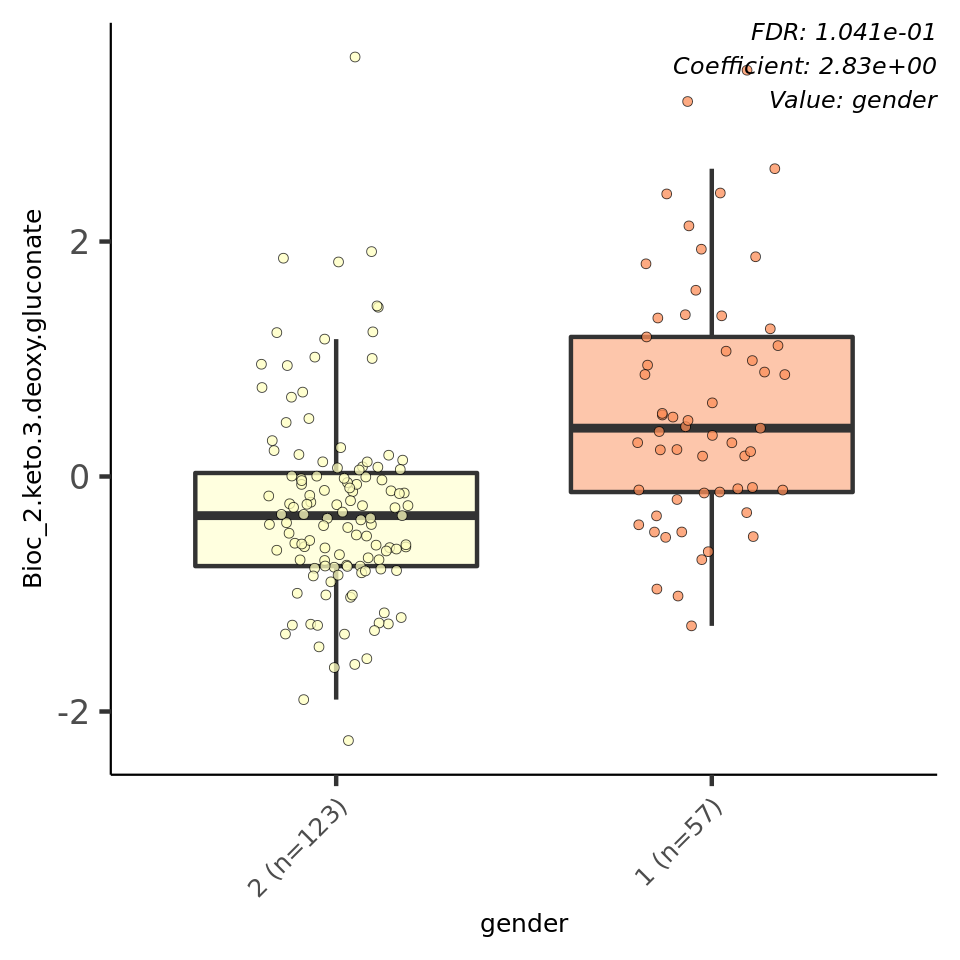 FDR: 1.041e-01
Coefficient: 2.83e+00
Value: gender
Bioc_2.keto.3.deoxy.gluconate
2
0
-2
2 (n=123)
1 (n=57)
gender